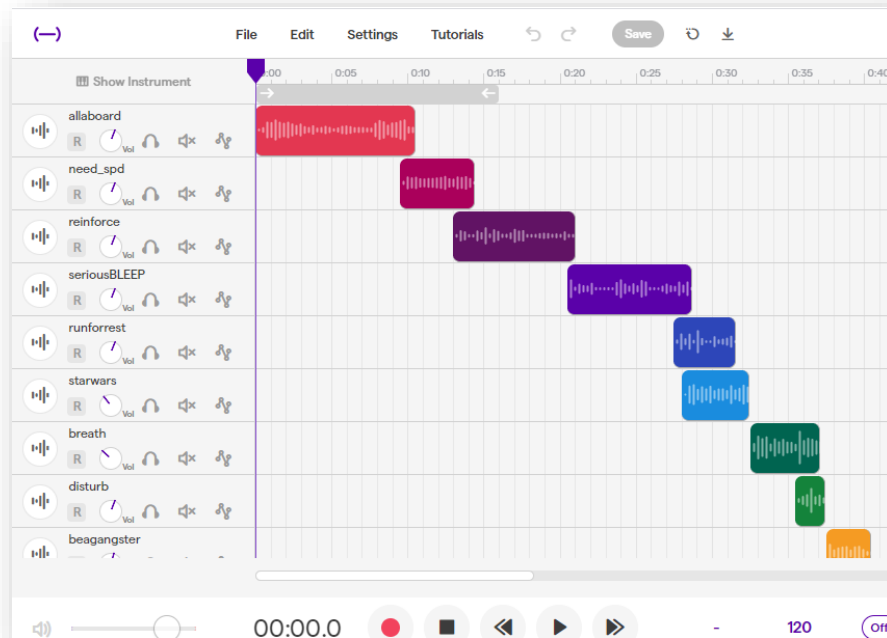 (—)
File Edit Settings Tutorials Save
Show Instrument
:00 0:05 0:10 0:15 0:20 0:25 0:30 0:35 0:40
allaboard
R Vol
need_spd
R Vol
reinforce
R Vol
seriousBLEEP
R Vol
runforrest
R Vol
starwars
R Vol
breath
R Vol
disturb
R Vol
beagangster
00:00.0 - 120 Off